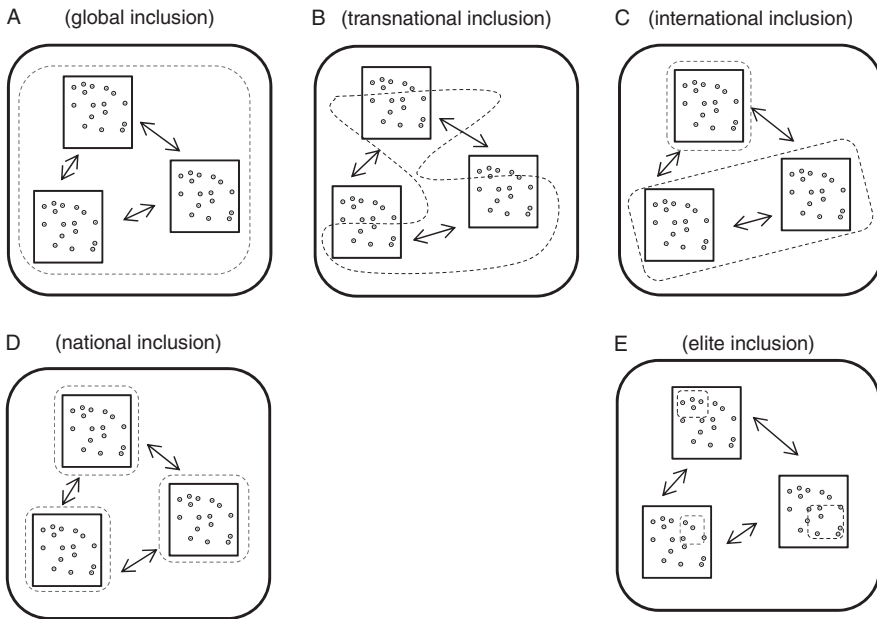 A (global inclusion)
B (transnational inclusion)
C (international inclusion)
D (national inclusion)
E (elite inclusion)